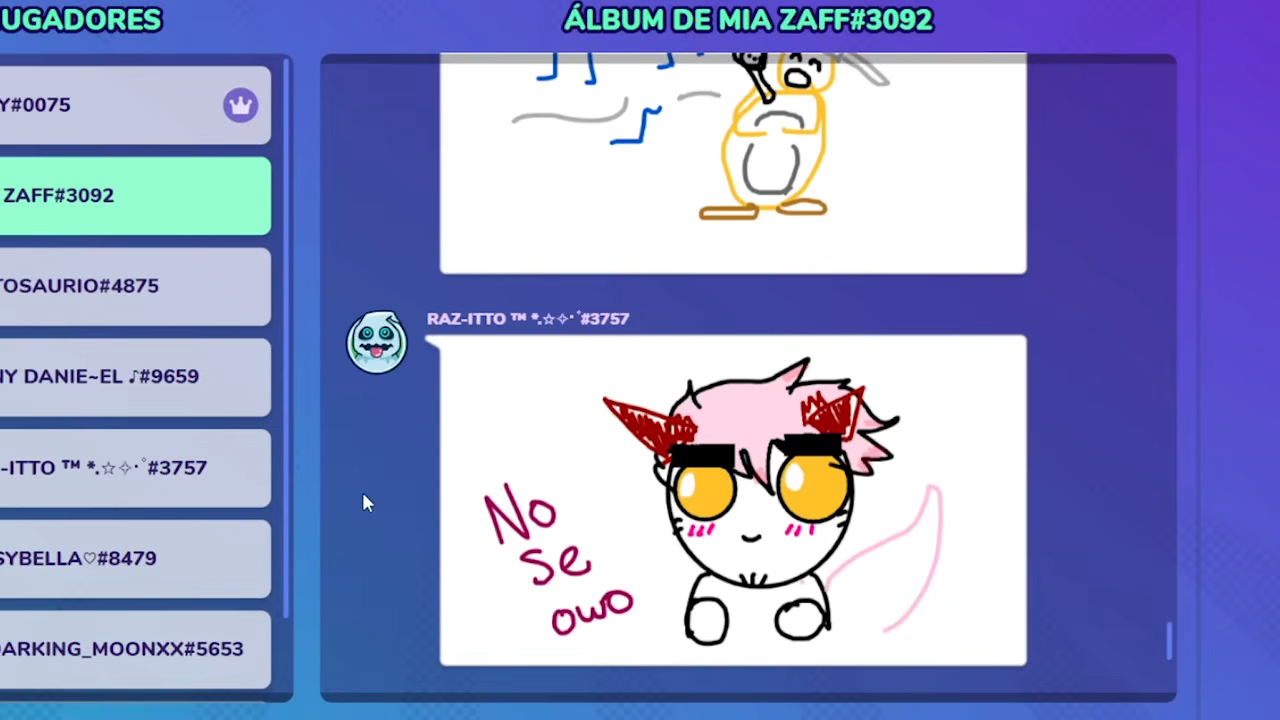 UGADORES
ÁLBUM DE MIA ZAFF#3092
Y#0075
ZAFF#3092
TOSAURIO#4875
NY DANIE~EL ♪#9659
-ITTO ™ *.☆✧･ﾟ#3757
SYBELLA♡#8479
DARKING_MOONXX#5653
RAZ-ITTO ™ *.☆✧･ﾟ#3757
No
se
owo